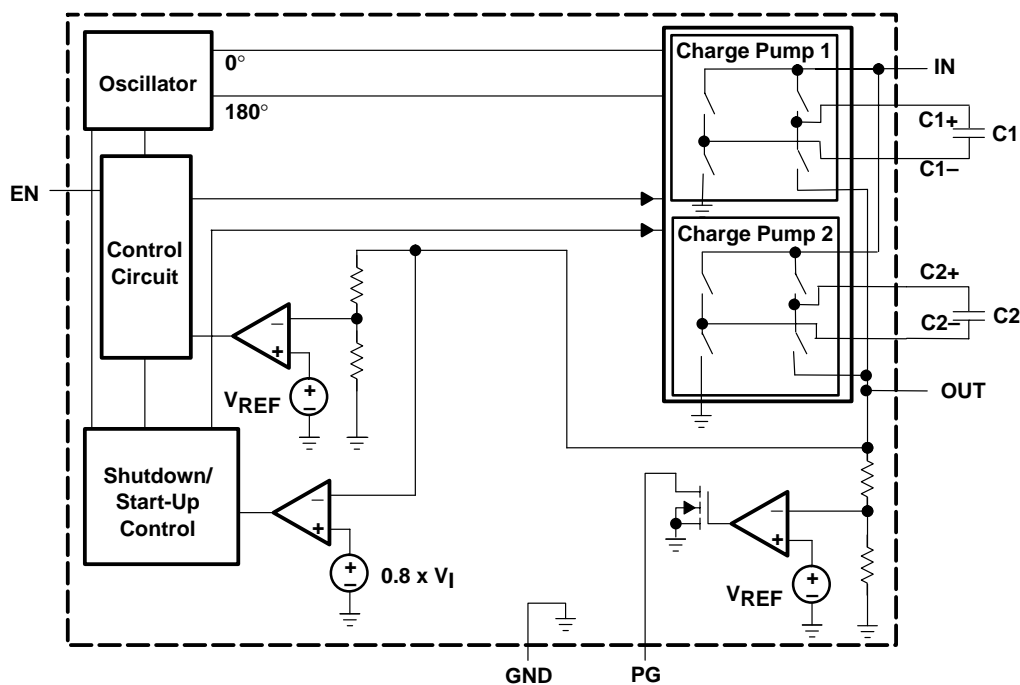 Oscillator
0°
180°
Charge Pump 1
IN
C1+
C1
C1–
EN
Control
Circuit
Charge Pump 2
C2+
C2
C2–
OUT
–
+
+
–
VREF
Shutdown/
Start-Up
Control
–
+
+
–
0.8 x VI
–
+
+
–
VREF
GND
PG